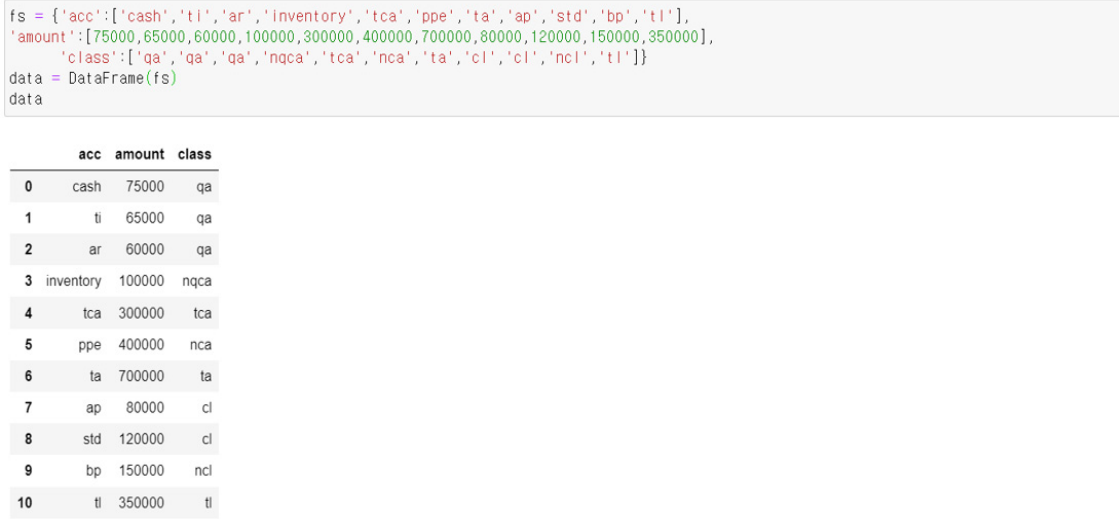 fs = {'acc':['cash','ti','ar','inventory','tca','ppe','ta','ap','std','bp','tl'],
'amount':[75000,65000,60000,100000,300000,400000,700000,80000,120000,150000,350000],
'class':['qa','qa','qa','nqca','tca','nca','ta','cl','cl','ncl','tl']}
data = DataFrame(fs)
data
acc amount class
0 cash 75000 qa
1 ti 65000 qa
2 ar 60000 qa
3 inventory 100000 nqca
4 tca 300000 tca
5 ppe 400000 nca
6 ta 700000 ta
7 ap 80000 cl
8 std 120000 cl
9 bp 150000 ncl
10 tl 350000 tl